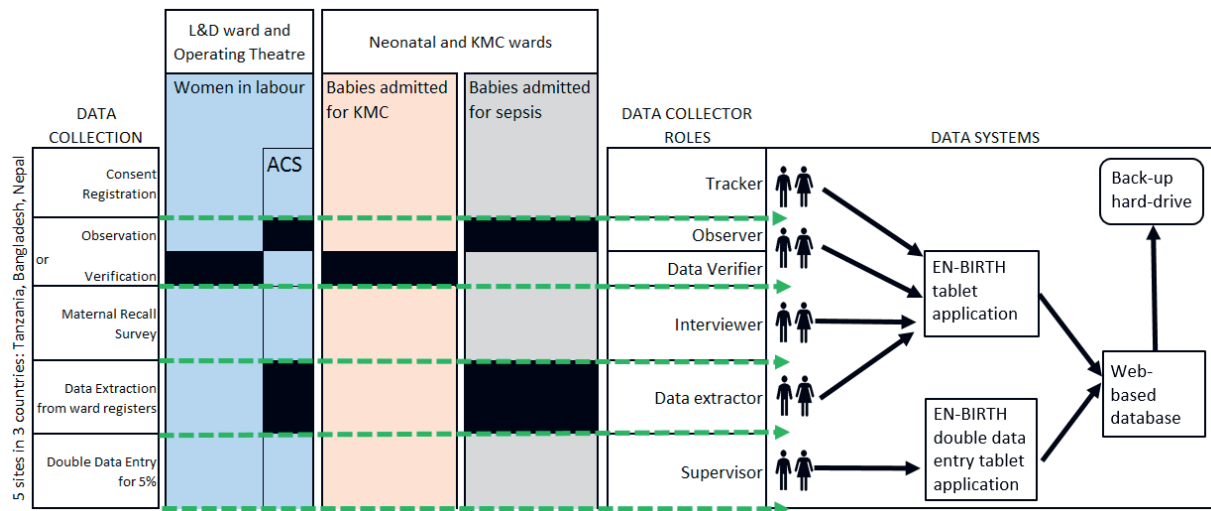 L&D ward and
Operating Theatre
Neonatal and KMC wards
Women in labour
Babies admitted
for KMC
Babies admitted
for sepsis
DATA
COLLECTION
DATA COLLECTOR
ROLES
DATA SYSTEMS
5 sites in 3 countries: Tanzania, Bangladesh, Nepal
ACS
Consent
Registration
Tracker
Back-up
hard-drive
Observation
Observer
or
Verification
Data Verifier
EN-BIRTH
tablet
application
Maternal Recall
Survey
Interviewer
Data Extraction
from ward registers
Data extractor
Web-
based
database
Double Data Entry
for 5%
Supervisor
EN-BIRTH
double data
entry tablet
application